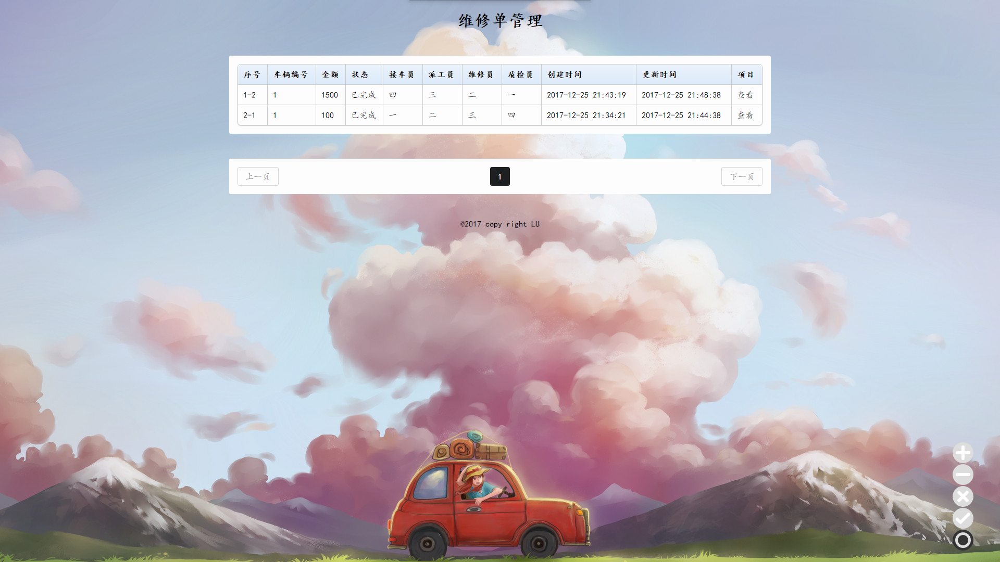 维修单管理
序号 车辆编号 金额 状态 接车员 派工员 维修员 质检员 创建时间 更新时间 项目
1-2 1 1500 已完成 四 三 二 一 2017-12-25 21:43:19 2017-12-25 21:48:38 查看
2-1 1 100 已完成 一 二 三 四 2017-12-25 21:34:21 2017-12-25 21:44:38 查看
上一页 1 下一页
@2017 copy right LU